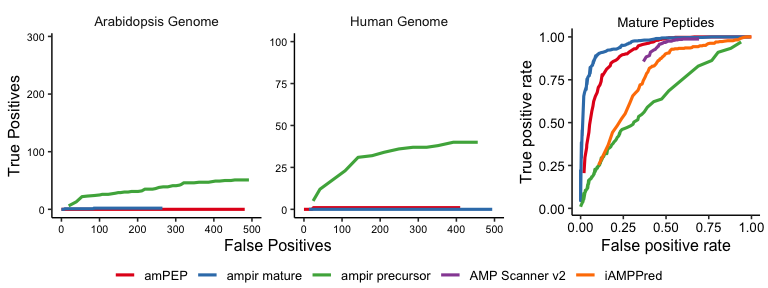 Arabidopsis Genome
Human Genome
Mature Peptides
True Positives
300
200
100
0
0 100 200 300 400 500
100
75
50
25
0
0 100 200 300 400 500
False Positives
True positive rate
1.00
0.75
0.50
0.25
0.00
0.00 0.25 0.50 0.75 1.00
False positive rate
amPEP ampir mature ampir precursor AMP Scanner v2 iAMPPred